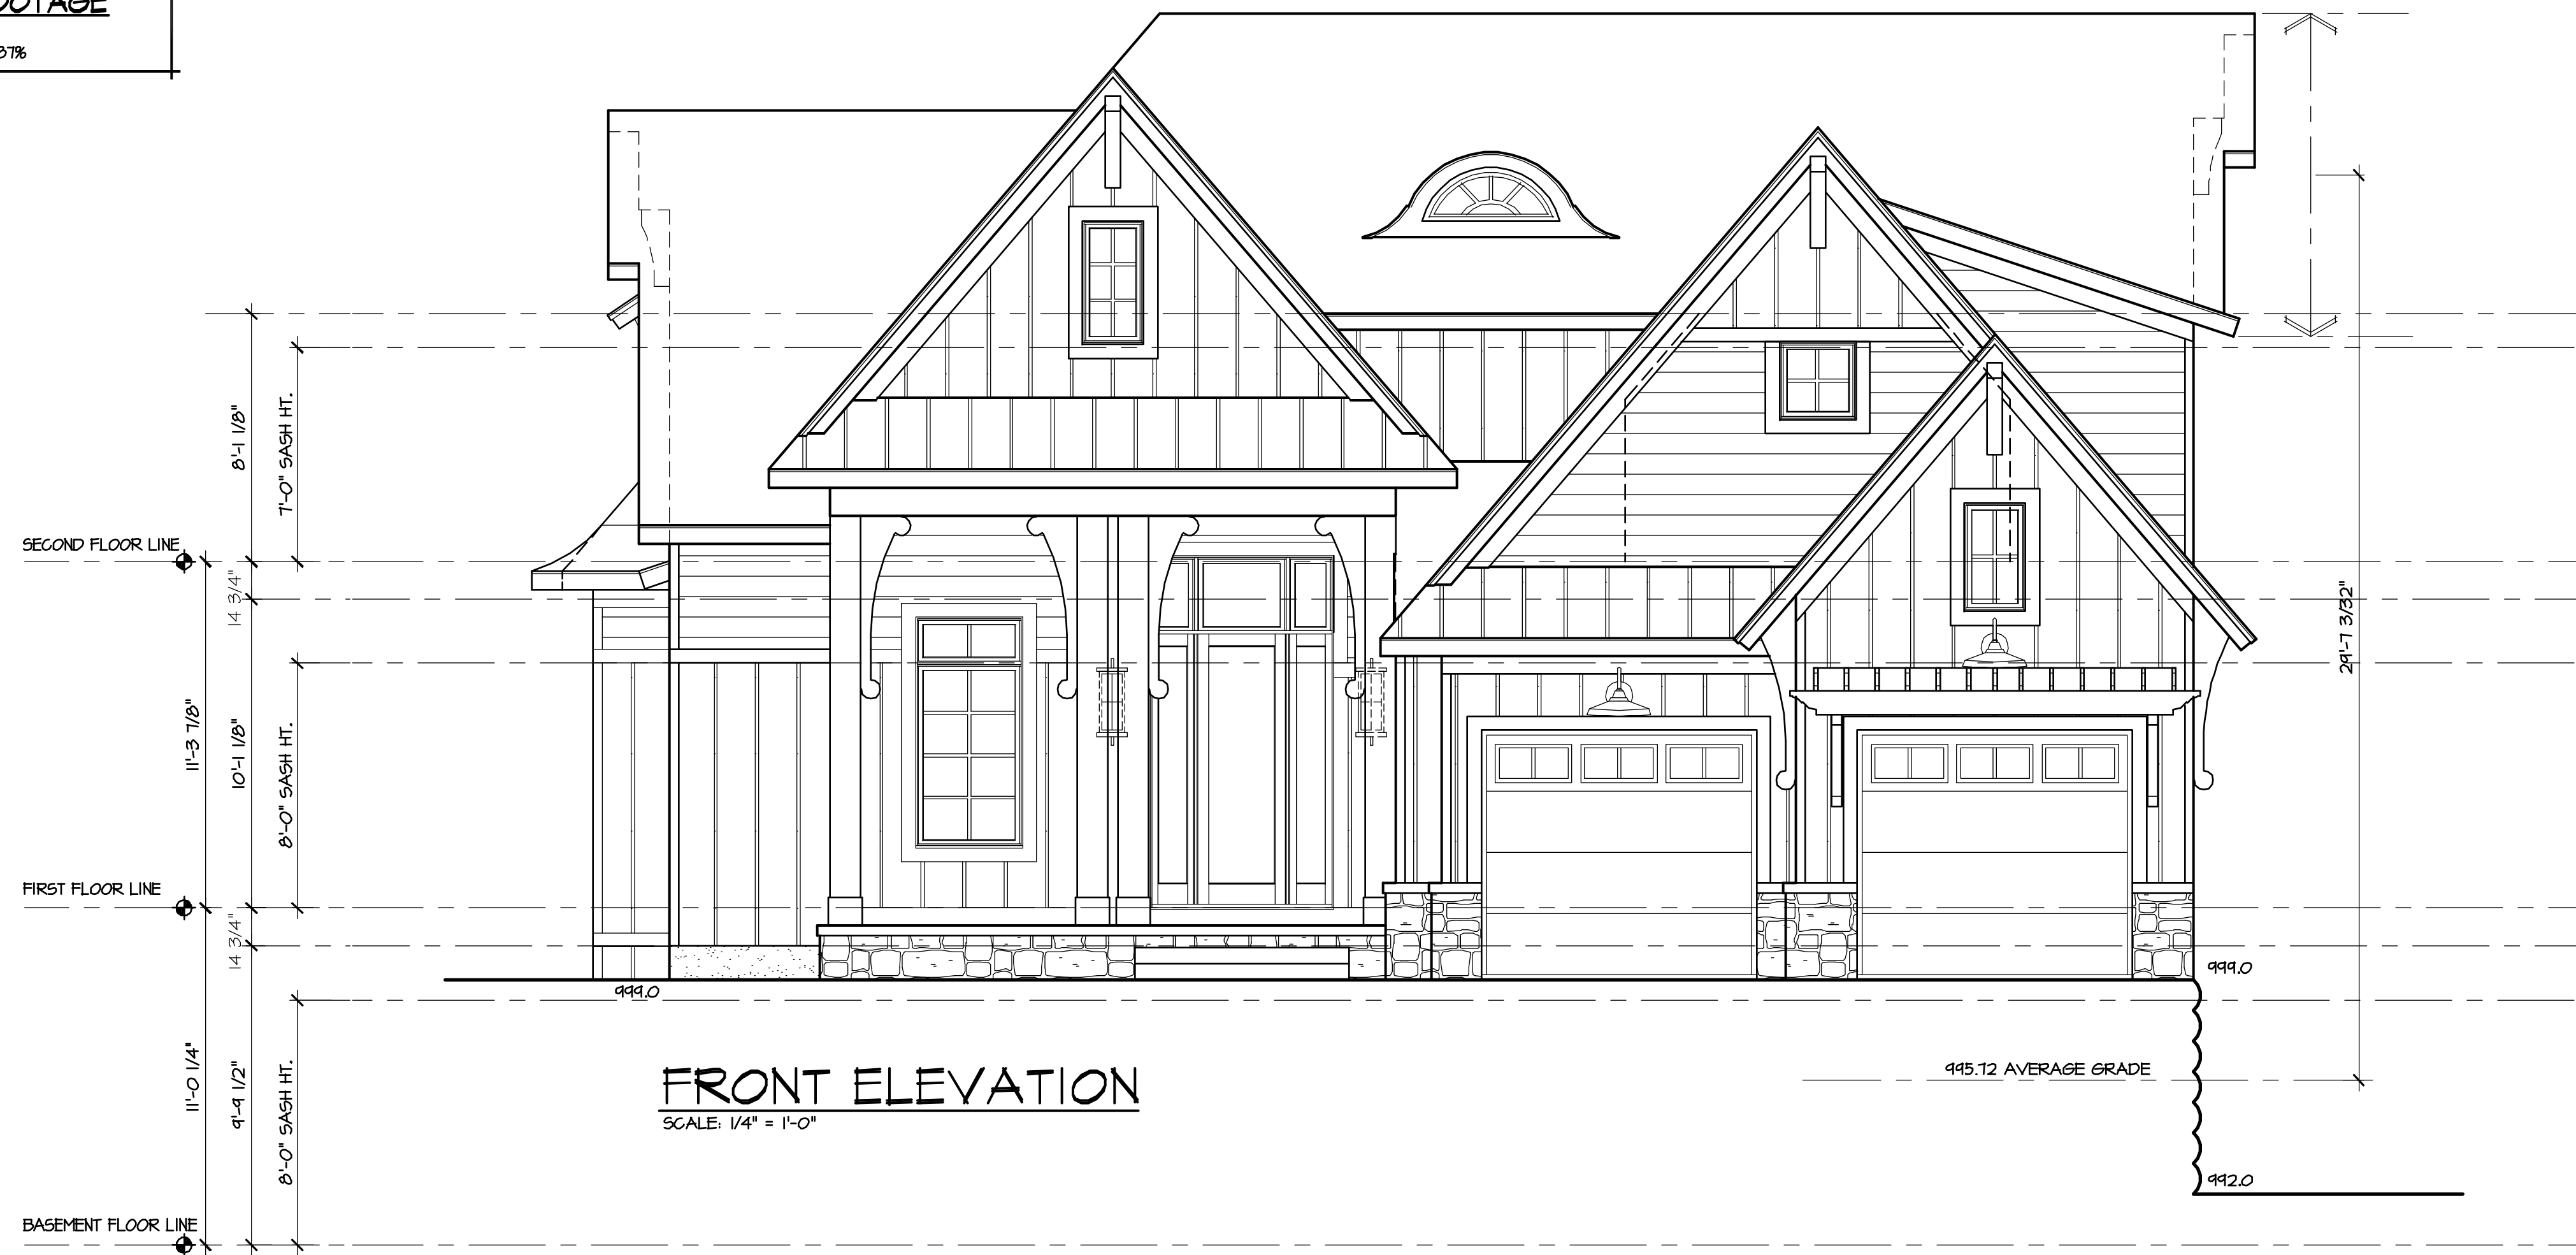 37%
8'-1 1/8"
7'-0" SASH HT.
SECOND FLOOR LINE
14 3/4"
29'-7 3/32"
11'-3 7/8"
10'-1 1/8"
8'-0" SASH HT.
FIRST FLOOR LINE
14 3/4"
999.0
999.0
11'-0 1/4"
9'-9 1/2"
8'-0" SASH HT.
FRONT ELEVATION
SCALE: 1/4" = 1'-0"
995.72 AVERAGE GRADE
992.0
BASEMENT FLOOR LINE